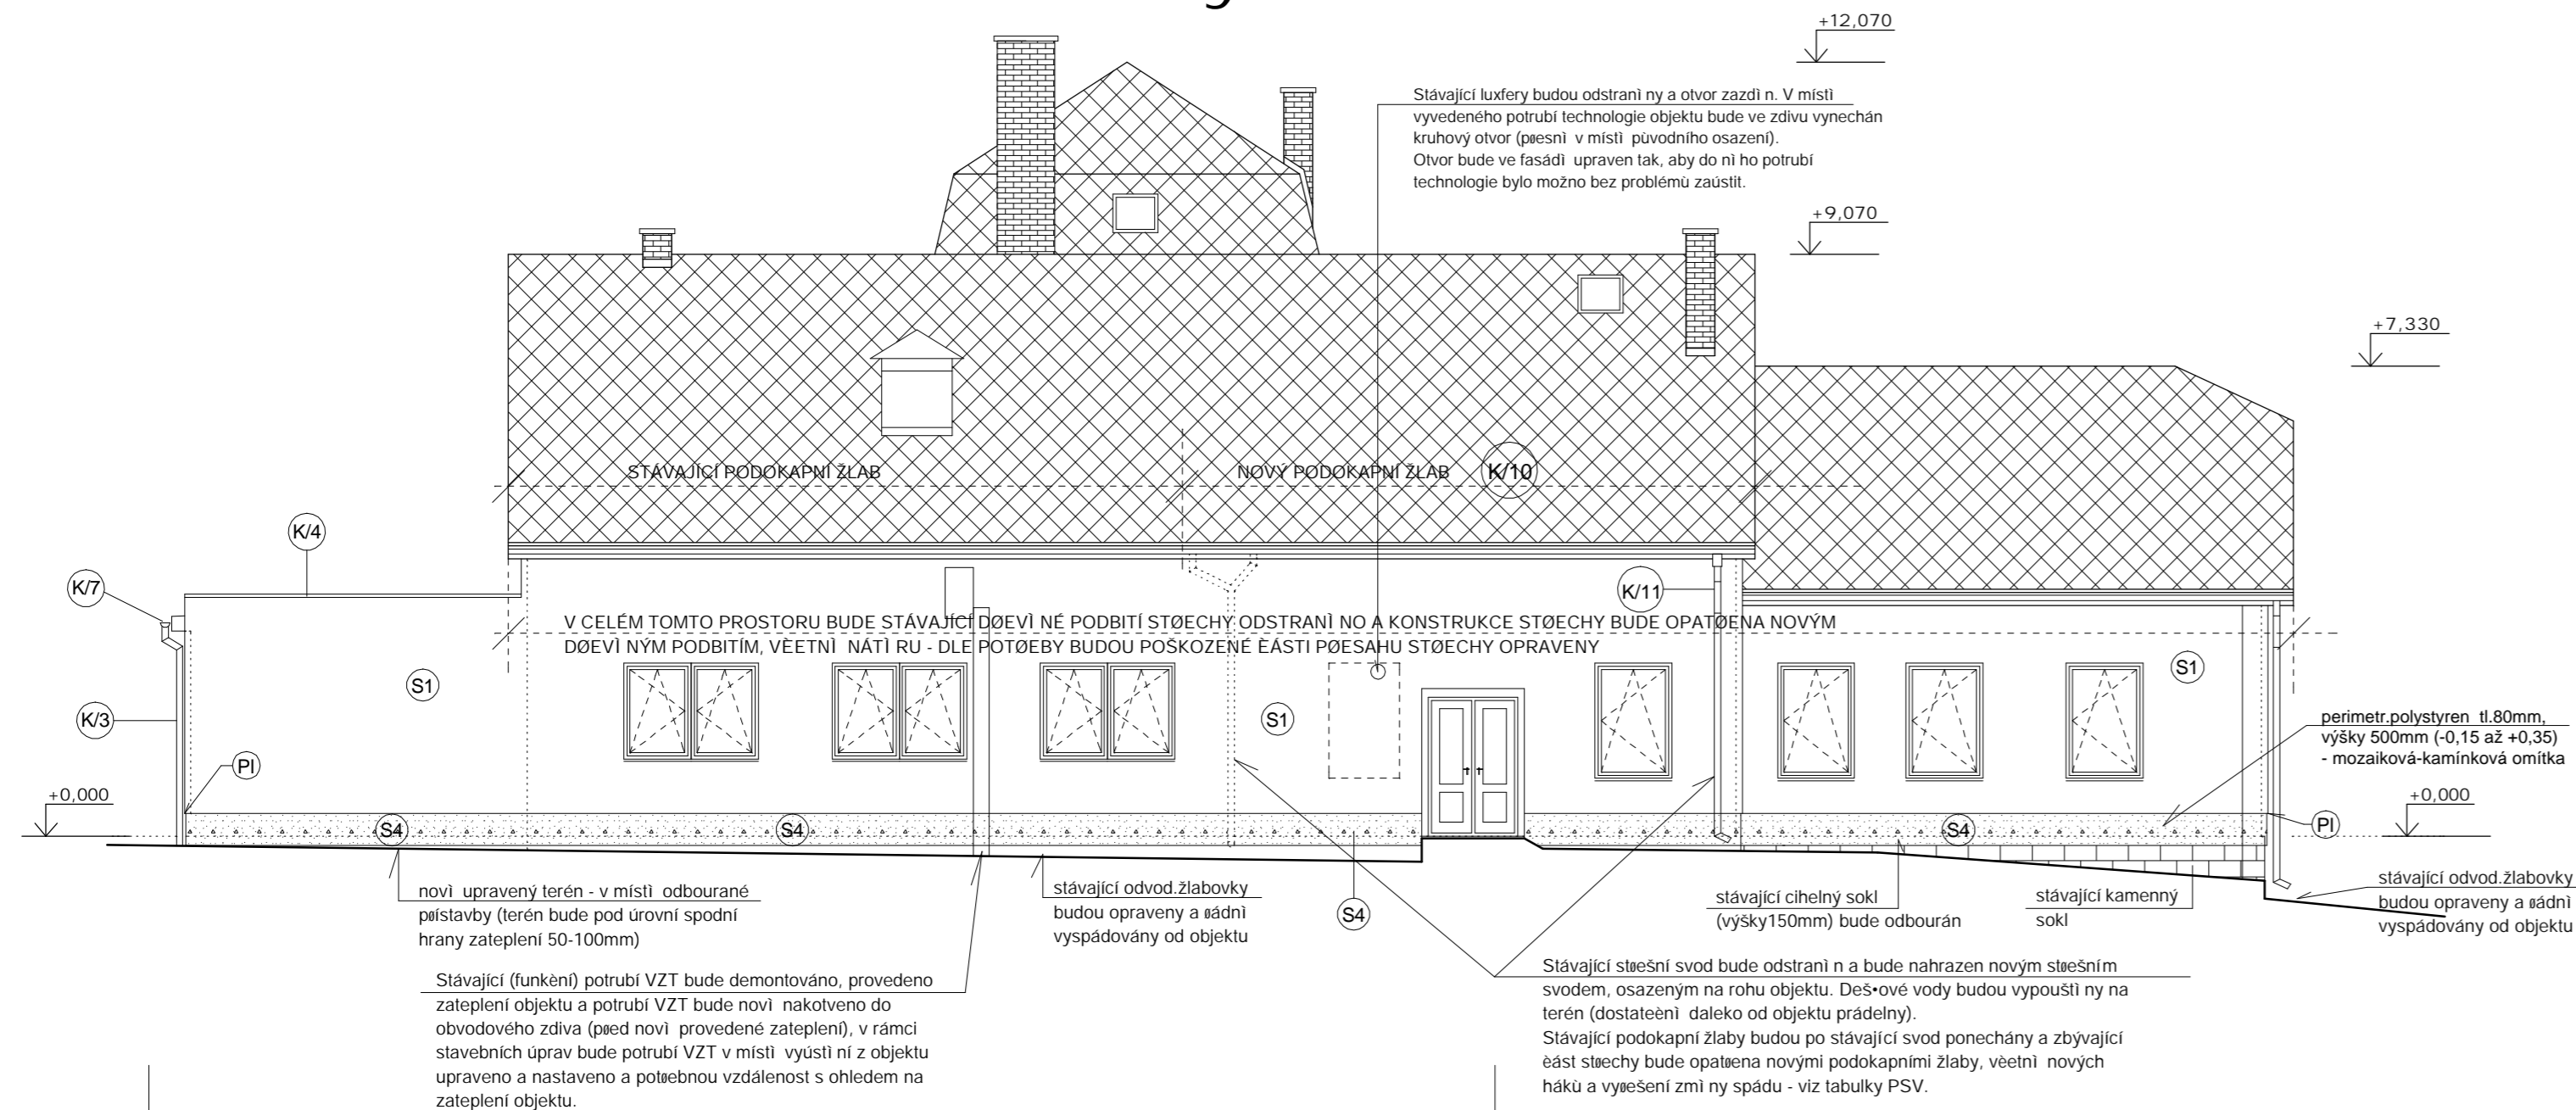 +12,070
Stávající luxfery budou odstranì ny a otvor zazdì n. V místì
vyvedeného potrubí technologie objektu bude ve zdivu vynechán
kruhový otvor (pøesnì v místì pùvodního osazení).
Otvor bude ve fasádì upraven tak, aby do nì ho potrubí
technologie bylo možno bez problémù zaústit.
+9,070
+7,330
STÁVAJÍCÍ PODOKAPNÍ ŽLAB
NOVÝ PODOKAPNÍ ŽLAB
K/10
K/4
K/7
K/11
V CELÉM TOMTO PROSTORU BUDE STÁVAJÍCÍ DØEVÌ NÉ PODBITÍ STØECHY ODSTRANÌ NO A KONSTRUKCE STØECHY BUDE OPATØENA NOVÝM
DØEVÌ NÝM PODBITÍM, VÈETNÌ NÁTÌ RU - DLE POTØEBY BUDOU POŠKOZENÉ ÈÁSTI PØESAHU STØECHY OPRAVENY
S1
S1
S1
K/3
PI
perimetr.polystyren tl.80mm,
výšky 500mm (-0,15 až +0,35)
- mozaiková-kamínková omítka
+0,000
+0,000
S4
S4
S4
PI
novì upravený terén - v místì odbourané
pøístavby (terén bude pod úrovní spodní
hrany zateplení 50-100mm)
stávající odvod.žlabovky
budou opraveny a øádnì
vyspádovány od objektu
S4
stávající cihelný sokl
(výšky150mm) bude odbourán
stávající kamenný
sokl
stávající odvod.žlabovky
budou opraveny a øádnì
vyspádovány od objektu
Stávající (funkèní) potrubí VZT bude demontováno, provedeno
zateplení objektu a potrubí VZT bude novì nakotveno do
obvodového zdiva (pøed novì provedené zateplení), v rámci
stavebních úprav bude potrubí VZT v místì vyústì ní z objektu
upraveno a nastaveno a potøebnou vzdálenost s ohledem na
zateplení objektu.
Stávající støešní svod bude odstranì n a bude nahrazen novým støešním
svodem, osazeným na rohu objektu. Deš•ové vody budou vypouštì ny na
terén (dostateènì daleko od objektu prádelny).
Stávající podokapní žlaby budou po stávající svod ponechány a zbývající
èást støechy bude opatøena novými podokapními žlaby, vèetnì nových
hákù a vyøešení zmì ny spádu - viz tabulky PSV.